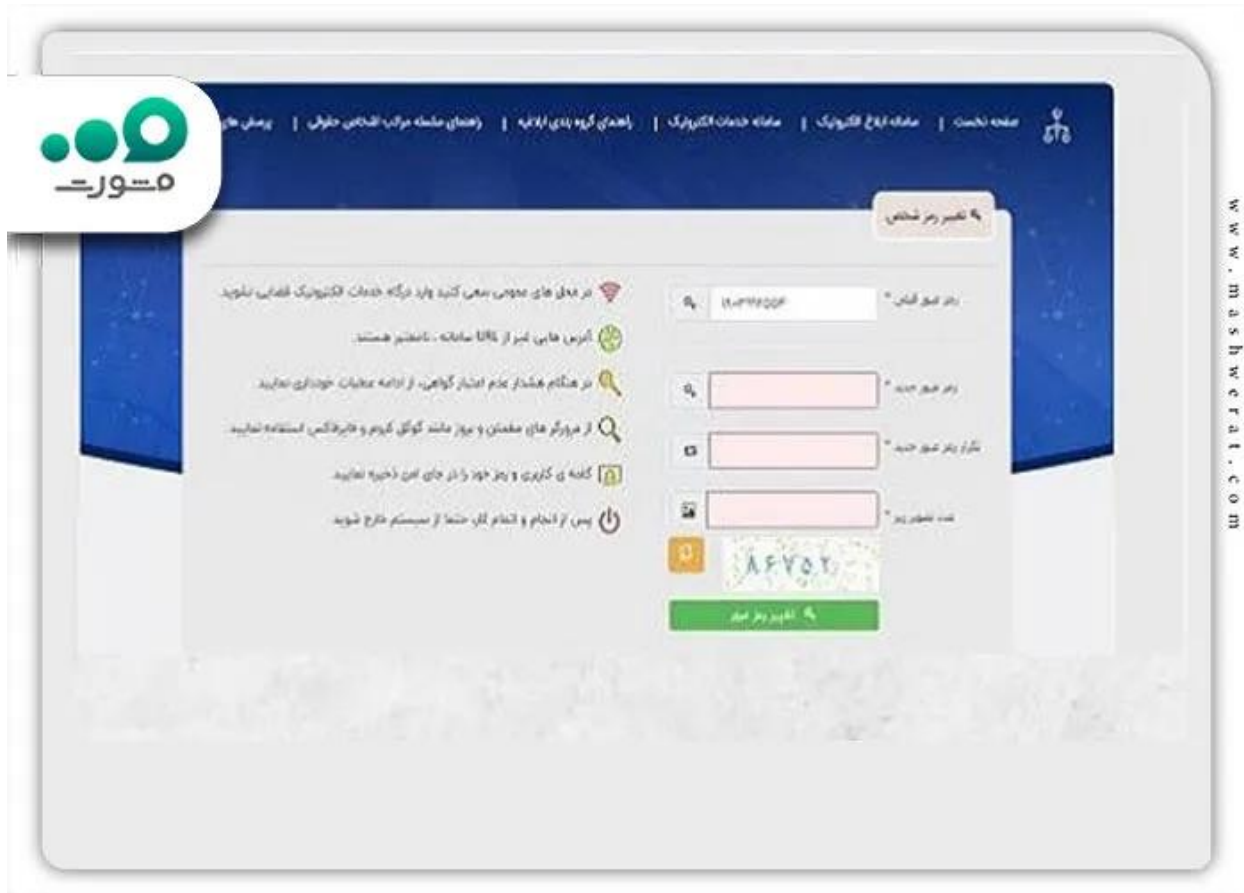 مشورت
صفحه نخست | سامانه ابلاغ الکترونیک | سامانه خدمات الکترونیک | راهنمای گروه بندی ابلاغیه | راهنمای سلسله مراتب اشخاص حقوقی | پرسش های
تغییر رمز شخص
رمز عبور قبلی *
رمز عبور جدید *
تکرار رمز عبور جدید *
ثبت تصویر زیر *
۸۶۷۵۲
تغییر رمز عبور
در محل های عمومی سعی کنید وارد درگاه خدمات الکترونیک قضایی نشوید.
آدرس هایی غیر از URL سامانه ، نامعتبر هستند.
در هنگام هشدار عدم اعتبار گواهی، از ادامه عملیات خودداری نمایید
از مرورگر های مطمئن و بروز مانند گوگل کروم و فایرفاکس استفاده نمایید
کلمه ی کاربری و رمز خود را در جای امن ذخیره نمایید
پس از انجام و اتمام کار، حتما از سیستم خارج شوید
www.mashwerat.com